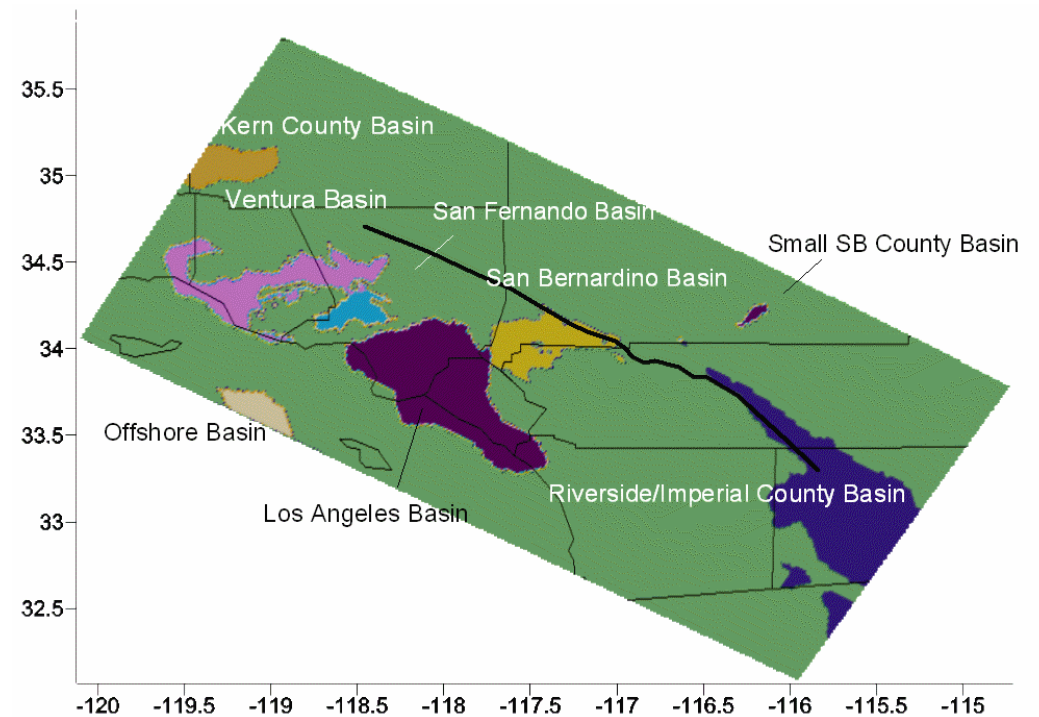 35.5
Kern County Basin
35
Ventura Basin
San Fernando Basin
Small SB County Basin
34.5
San Bernardino Basin
34
Offshore Basin
33.5
Riverside/Imperial County Basin
Los Angeles Basin
33
32.5
-120 -119.5 -119 -118.5 -118 -117.5 -117 -116.5 -116 -115.5 -115